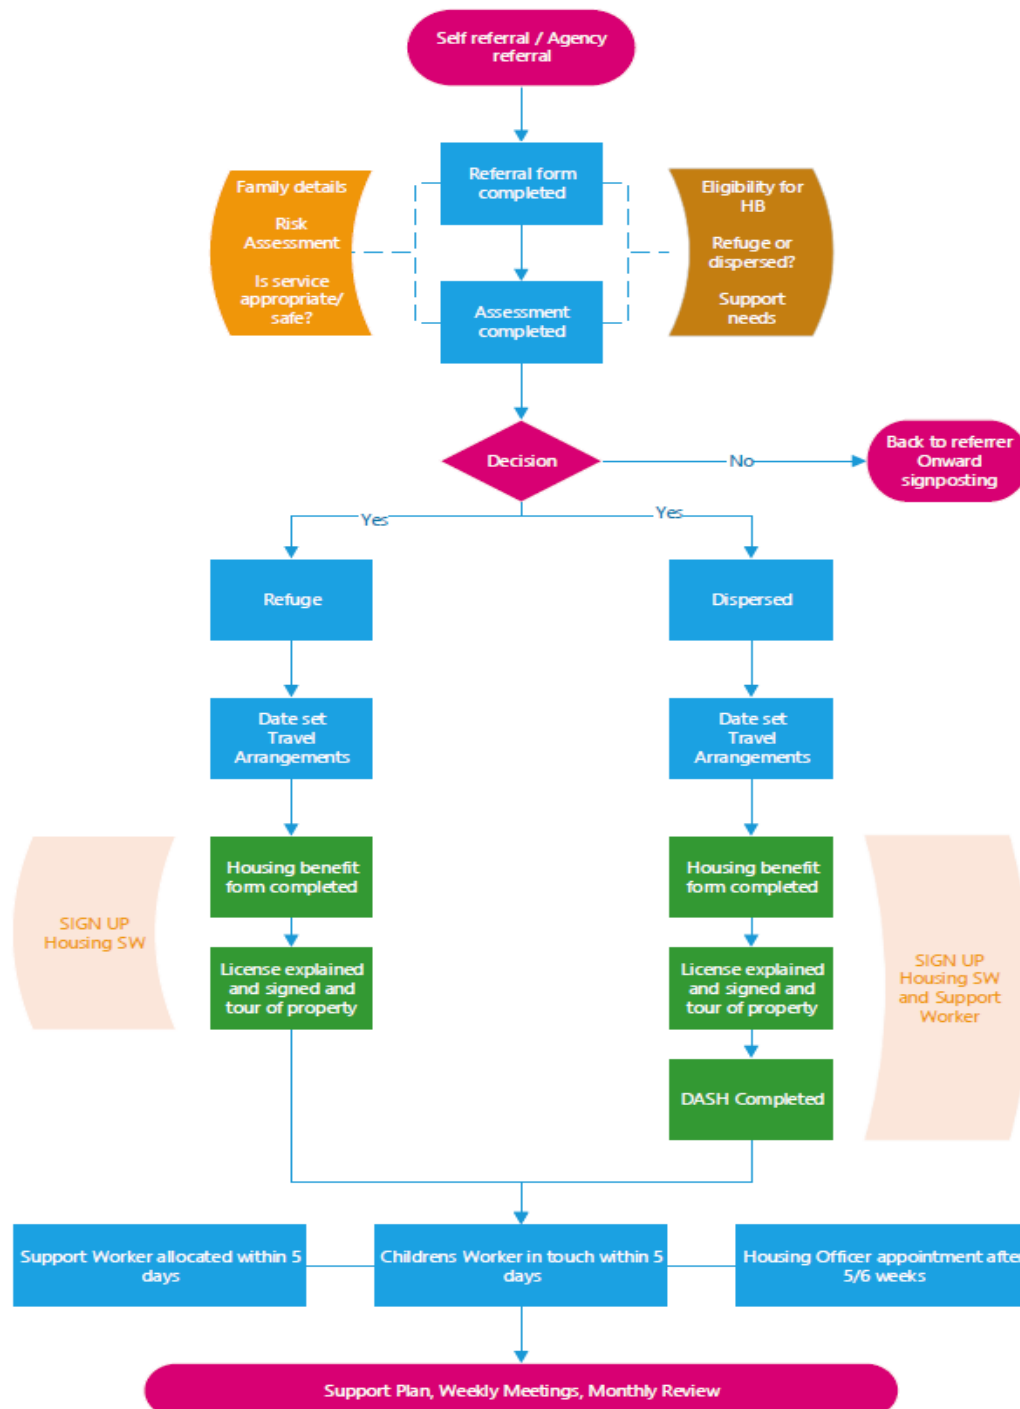 Self referral / Agency
referral
Referral form
completed
Family details
Risk
Assessment
Is service
appropriate/
safe?
Eligibility for
HB
Refuge or
dispersed?
Support
needs
Assessment
completed
Decision
No
Back to referrer
Onward
signposting
Yes
Yes
Refuge
Dispersed
Date set
Travel
Arrangements
Date set
Travel
Arrangements
Housing benefit
form completed
Housing benefit
form completed
SIGN UP
Housing SW
License explained
and signed and
tour of property
License explained
and signed and
tour of property
SIGN UP
Housing SW
and Support
Worker
DASH Completed
Support Worker allocated within 5
days
Childrens Worker in touch within 5
days
Housing Officer appointment after
5/6 weeks
Support Plan, Weekly Meetings, Monthly Review